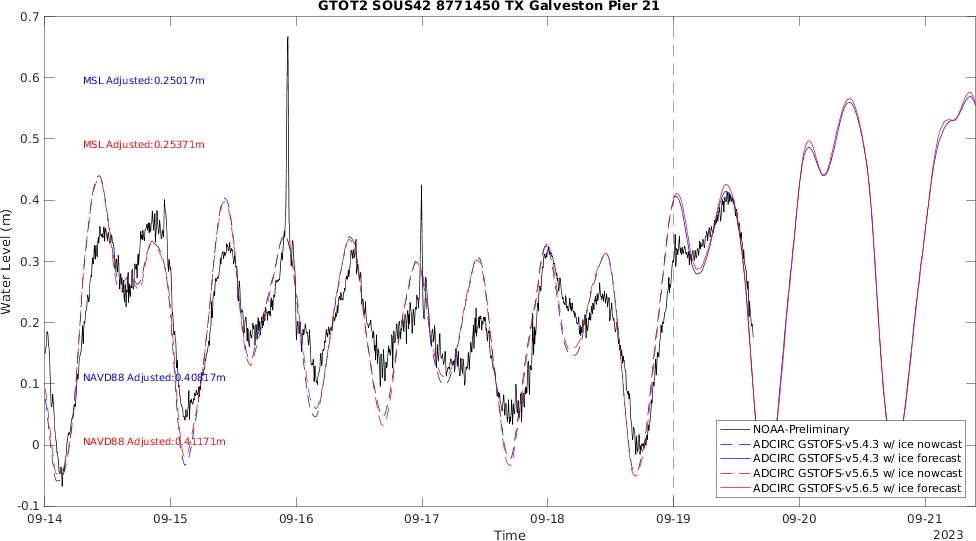 GTOT2 SOUS42 8771450 TX Galveston Pier 21
0.7
0.6
0.5
0.4
0.3
0.2
0.1
0
-0.1
Water Level (m)
MSL Adjusted:0.25017m
MSL Adjusted:0.25371m
NAVD88 Adjusted:0.40817m
NAVD88 Adjusted:0.41171m
NOAA-Preliminary
ADCIRC GSTOFS-v5.4.3 w/ ice nowcast
ADCIRC GSTOFS-v5.4.3 w/ ice forecast
ADCIRC GSTOFS-v5.6.5 w/ ice nowcast
ADCIRC GSTOFS-v5.6.5 w/ ice forecast
09-14 09-15 09-16 09-17 09-18 09-19 09-20 09-21
Time
2023